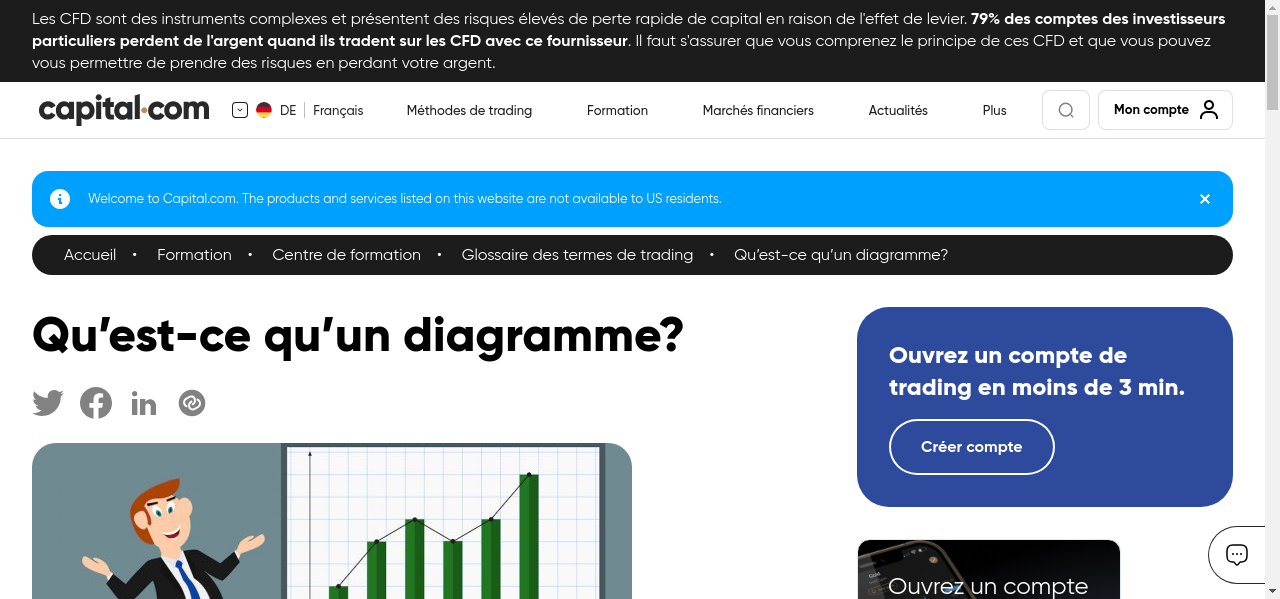 Les CFD sont des instruments complexes et présentent des risques élevés de perte rapide de capital en raison de l'effet de levier. 79% des comptes des investisseurs
particuliers perdent de l'argent quand ils tradent sur les CFD avec ce fournisseur. Il faut s'assurer que vous comprenez le principe de ces CFD et que vous pouvez
vous permettre de prendre des risques en perdant votre argent.
capital.com DE Français Méthodes de trading Formation Marchés financiers Actualités Plus Mon compte
Welcome to Capital.com. The products and services listed on this website are not available to US residents.
Accueil • Formation • Centre de formation • Glossaire des termes de trading • Qu’est-ce qu’un diagramme?
Qu’est-ce qu’un diagramme?
Ouvrez un compte de
trading en moins de 3 min.
Créer compte
Ouvrez un compte